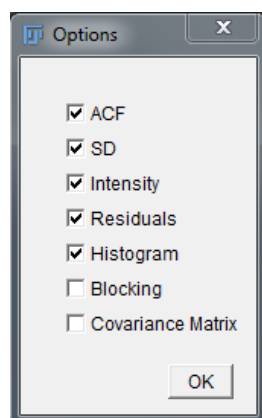 Options
ACF
SD
Intensity
Residuals
Histogram
Blocking
Covariance Matrix
OK